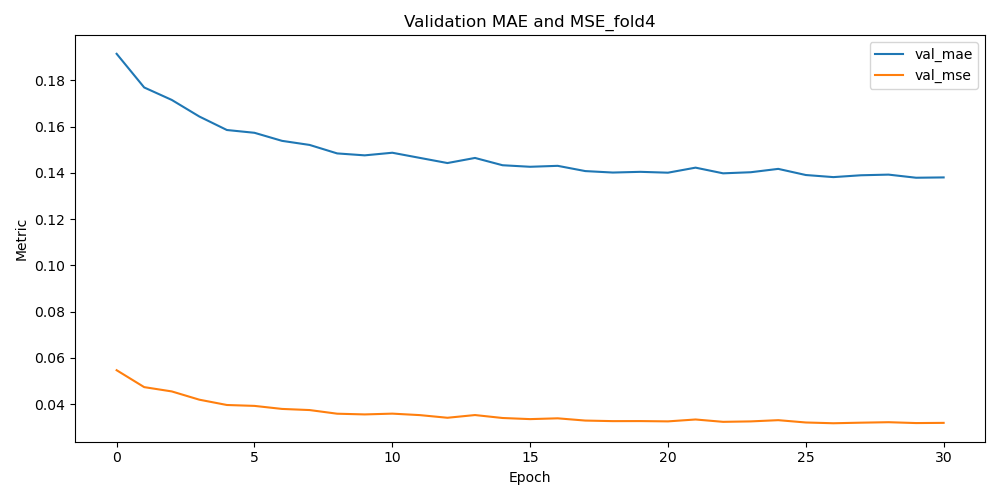 Validation MAE and MSE_fold4
val_mae
val_mse
Metric
0.18
0.16
0.14
0.12
0.10
0.08
0.06
0.04
0 5 10 15 20 25 30
Epoch